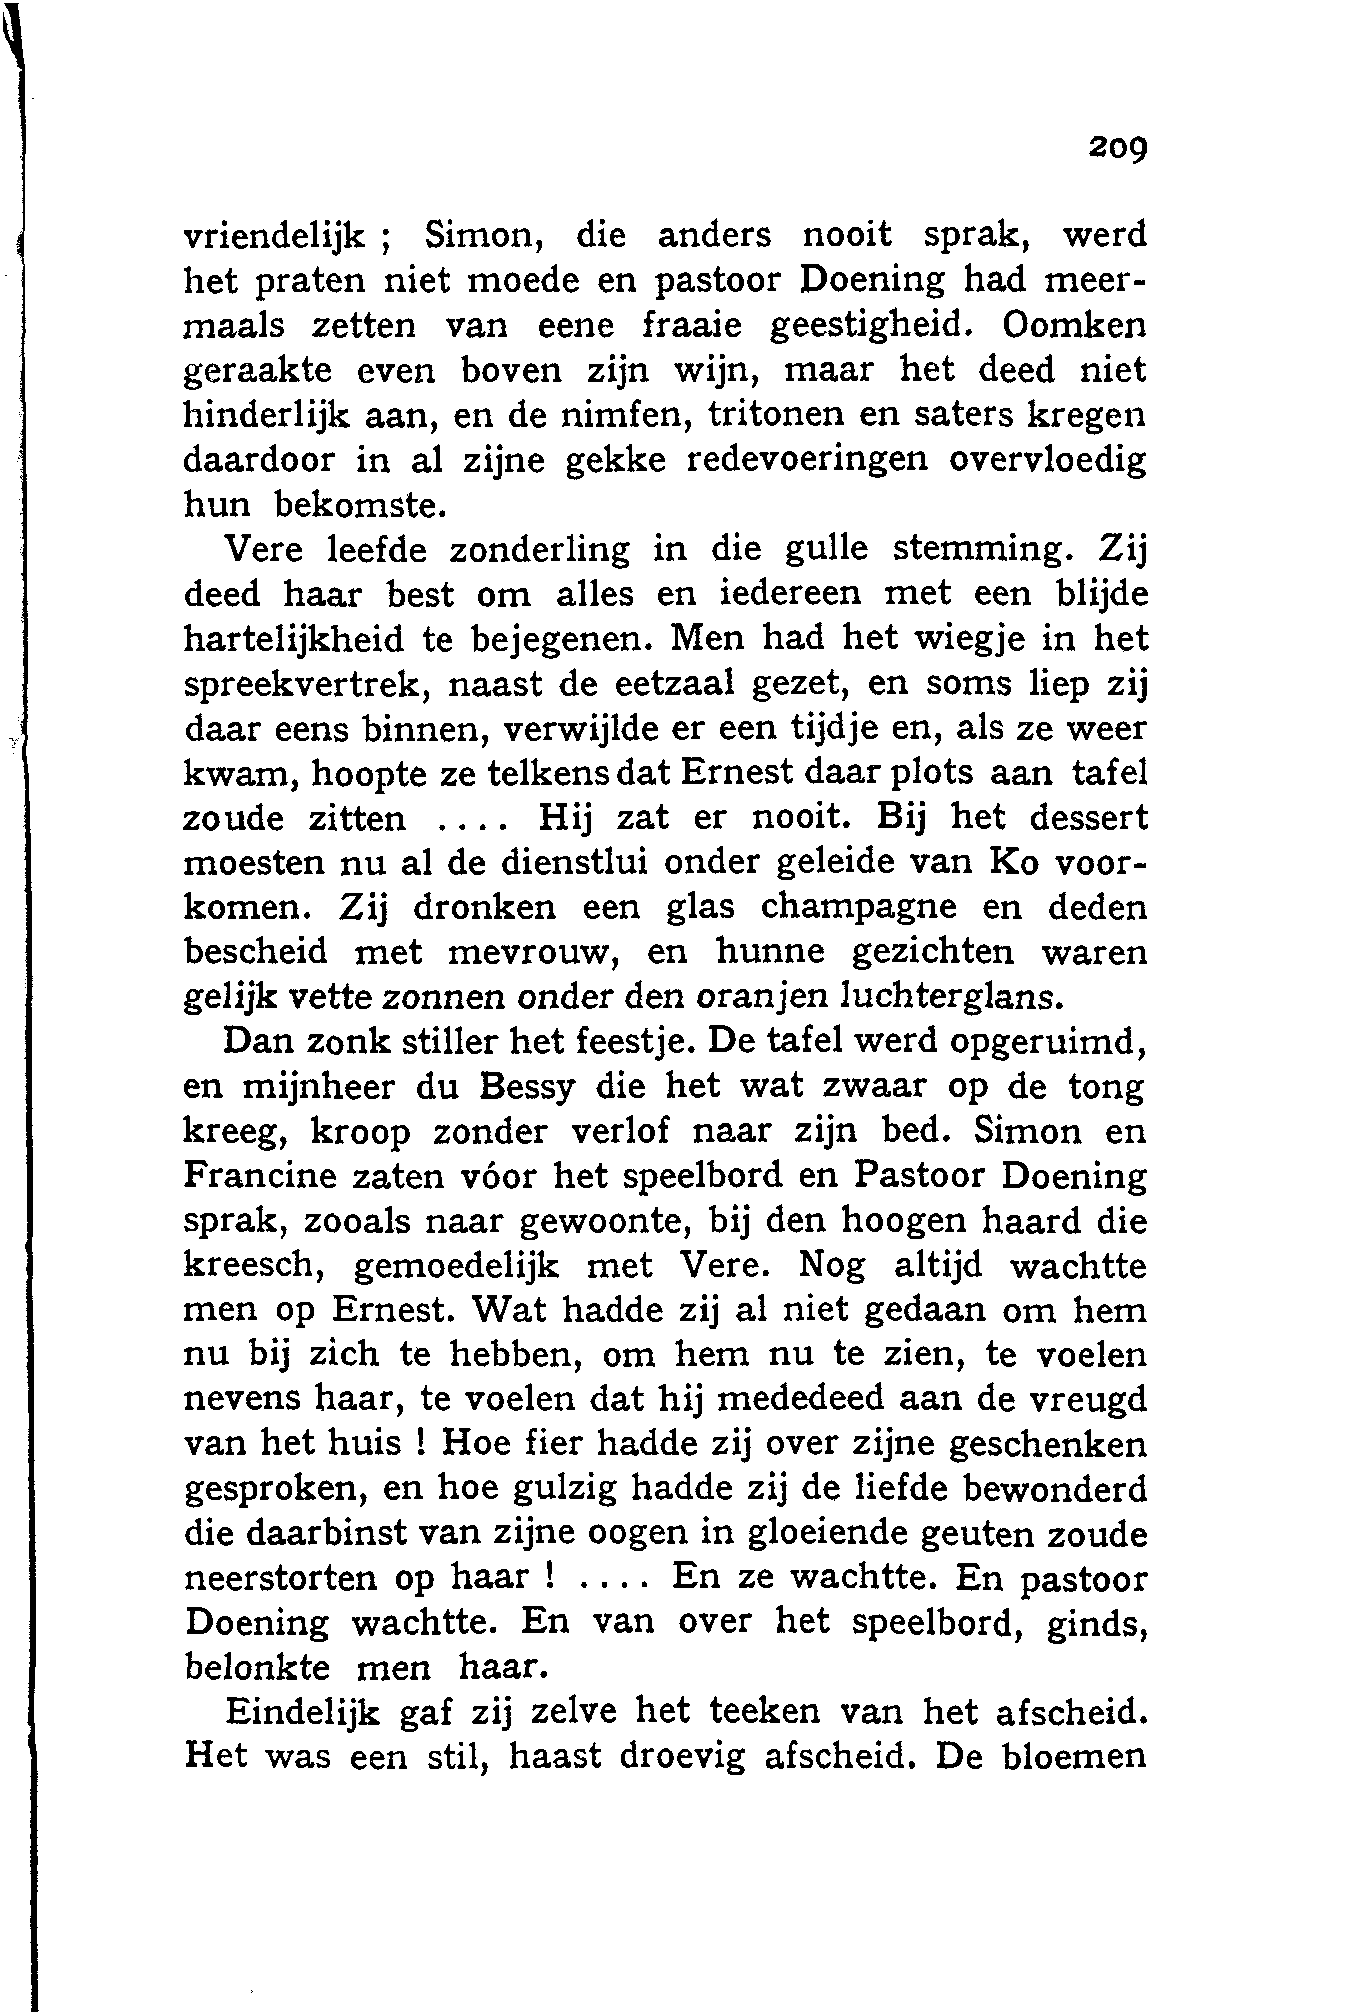 209
vriendelijk ; Simon, die anders nooit sprak, werd
het praten niet moede en pastoor Doening had meer-
maals zetten van eene fraaie geestigheid. Oomken
geraakte even boven zijn wijn, maar het deed niet
hinderlijk aan, en de nimfen, tritonen en saters kregen
daardoor in al zijne gekke redevoeringen overvloedig
hun bekomste.
Vere leefde zonderling in die gulle stemming. Zij
deed haar best om alles en iedereen met een blijde
hartelijkheid te bejegenen. Men had het wiegje in het
spreekvertrek, naast de eetzaal gezet, en soms liep zij
daar eens binnen, verwijlde er een tijdje en, als ze weer
kwam, hoopte ze telkens dat Ernest daar plots aan tafel
zoude zitten .... Hij zat er nooit. Bij het dessert
moesten nu al de dienstlui onder geleide van Ko voor-
komen. Zij dronken een glas champagne en deden
bescheid met mevrouw, en hunne gezichten waren
gelijk vette zonnen onder den oranjen luchterglans.
Dan zonk stiller het feestje. De tafel werd opgeruimd,
en mijnheer du Bessy die het wat zwaar op de tong
kreeg, kroop zonder verlof naar zijn bed. Simon en
Francine zaten vóor het speelbord en Pastoor Doening
sprak, zooals naar gewoonte, bij den hoogen haard die
kreesch, gemoedelijk met Vere. Nog altijd wachtte
men op Ernest. Wat hadde zij al niet gedaan om hem
nu bij zich te hebben, om hem nu te zien, te voelen
nevens haar, te voelen dat hij mededeed aan de vreugd
van het huis ! Hoe fier hadde zij over zijne geschenken
gesproken, en hoe gulzig hadde zij de liefde bewonderd
die daarbinst van zijne oogen in gloeiende geuten zoude
neerstorten op haar ! .... En ze wachtte. En pastoor
Doening wachtte. En van over het speelbord, ginds,
belonkte men haar.
Eindelijk gaf zij zelve het teeken van het afscheid.
Het was een stil, haast droevig afscheid. De bloemen